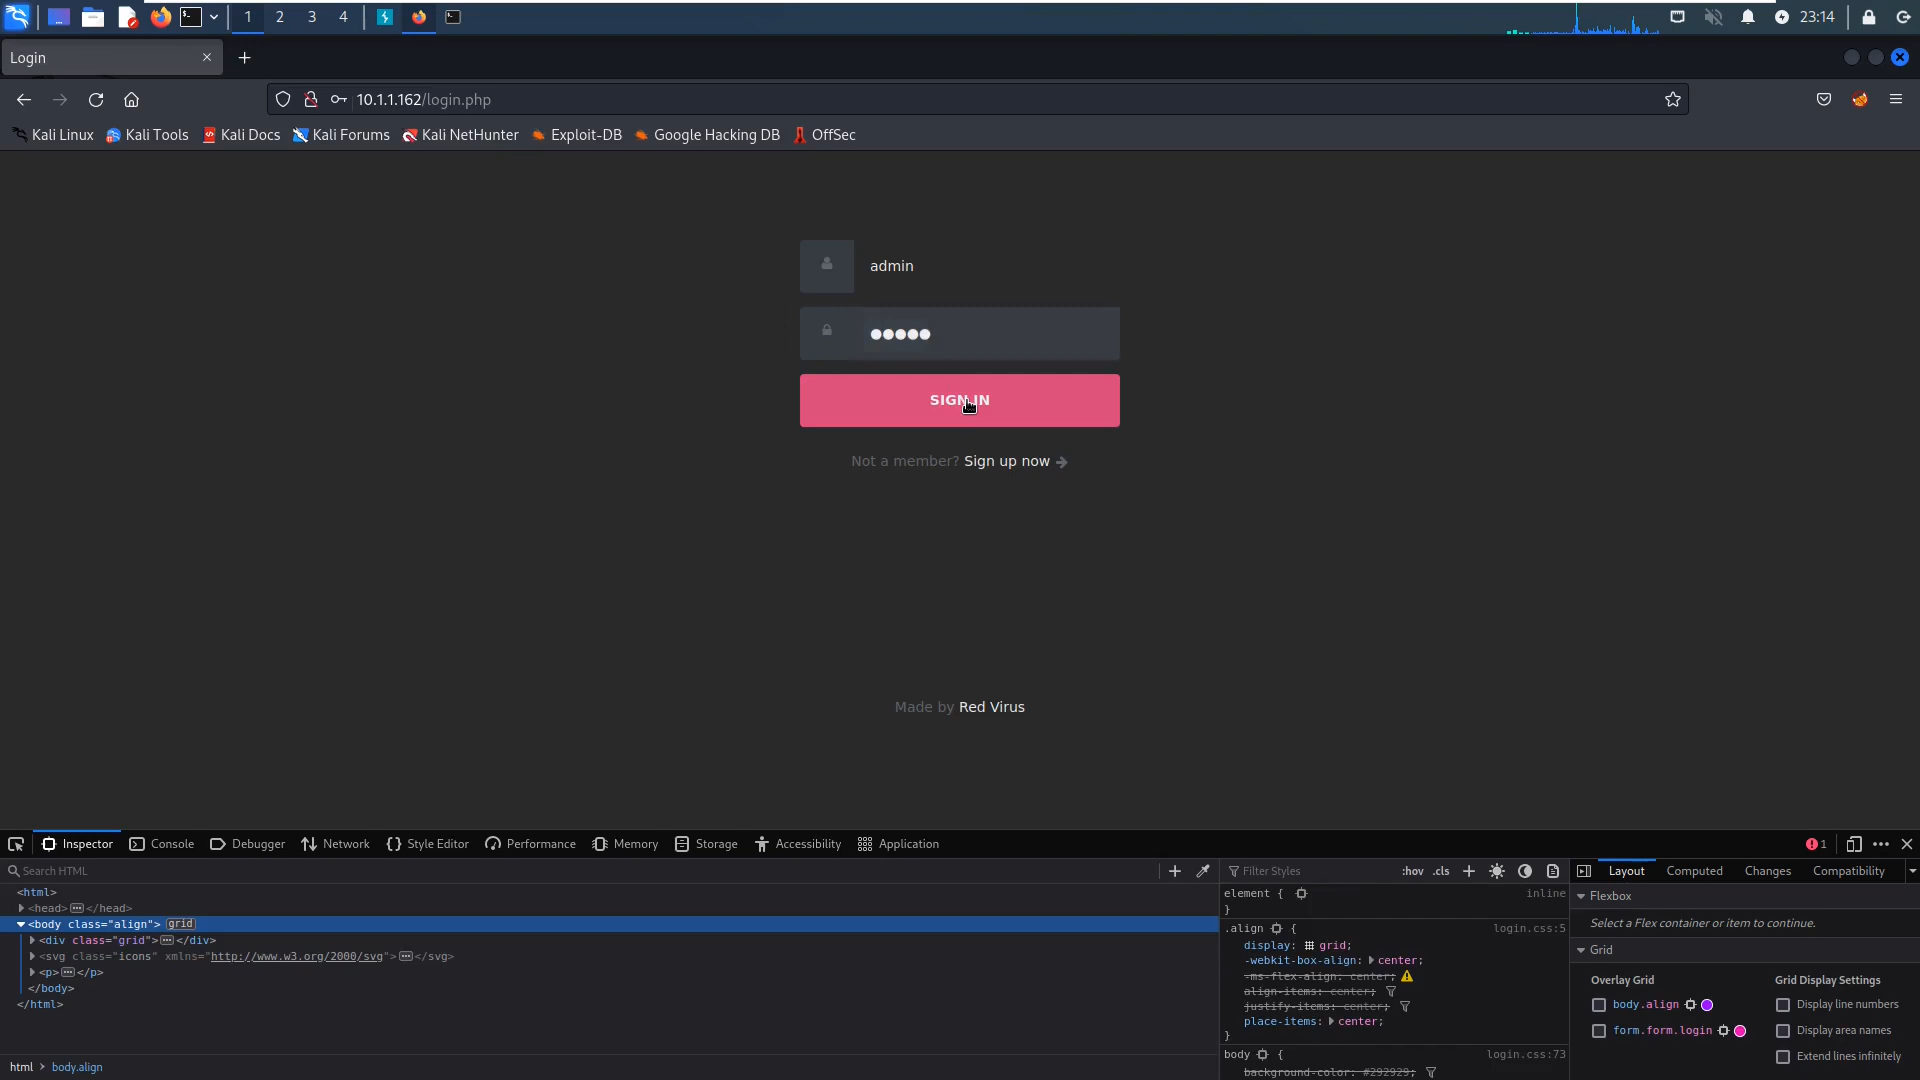 1 2 3 4 23:14
Login
10.1.1.162/login.php
Kali Linux Kali Tools Kali Docs Kali Forums Kali NetHunter Exploit-DB Google Hacking DB OffSec
admin
●●●●●
SIGN IN
Not a member? Sign up now
Made by Red Virus
Inspector Console Debugger Network Style Editor Performance Memory Storage Accessibility Application 1
Search HTML
<html>
<head></head>
<body class="align"> grid
<div class="grid"></div>
<svg class="icons" xmlns="http://www.w3.org/2000/svg"></svg>
<p></p>
</body>
</html>
html > body.align
Filter Styles :hov .cls
element { inline
}
.align { login.css:5
display: grid;
-webkit-box-align: center;
-ms-flex-align: center;
align-items: center;
justify-items: center;
place-items: center;
}
body { login.css:73
background-color: #292929;
Layout Computed Changes Compatibility
Flexbox
Select a Flex container or item to continue.
Grid
Overlay Grid Grid Display Settings
body.align Display line numbers
form.form.login Display area names
Extend lines infinitely